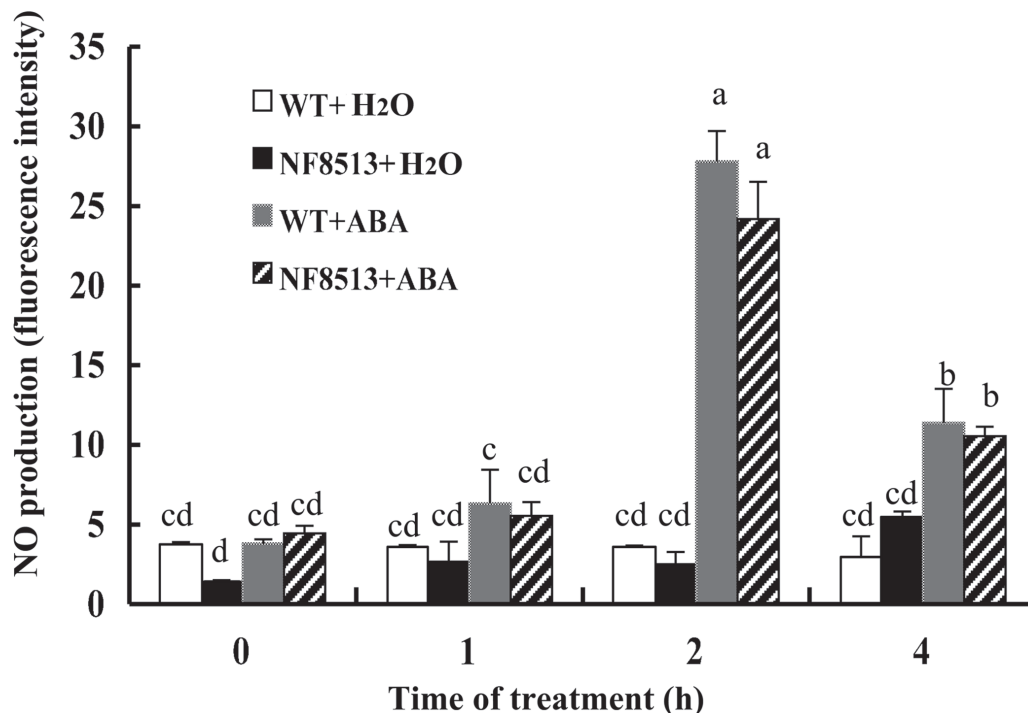 NO production (fluorescence intensity)
35
30
25
20
15
10
5
0
WT+ H2O
NF8513+ H2O
WT+ABA
NF8513+ABA
cd
d
cd
cd
cd
cd
c
cd
cd
cd
a
a
cd
cd
b
b
0
1
2
4
Time of treatment (h)